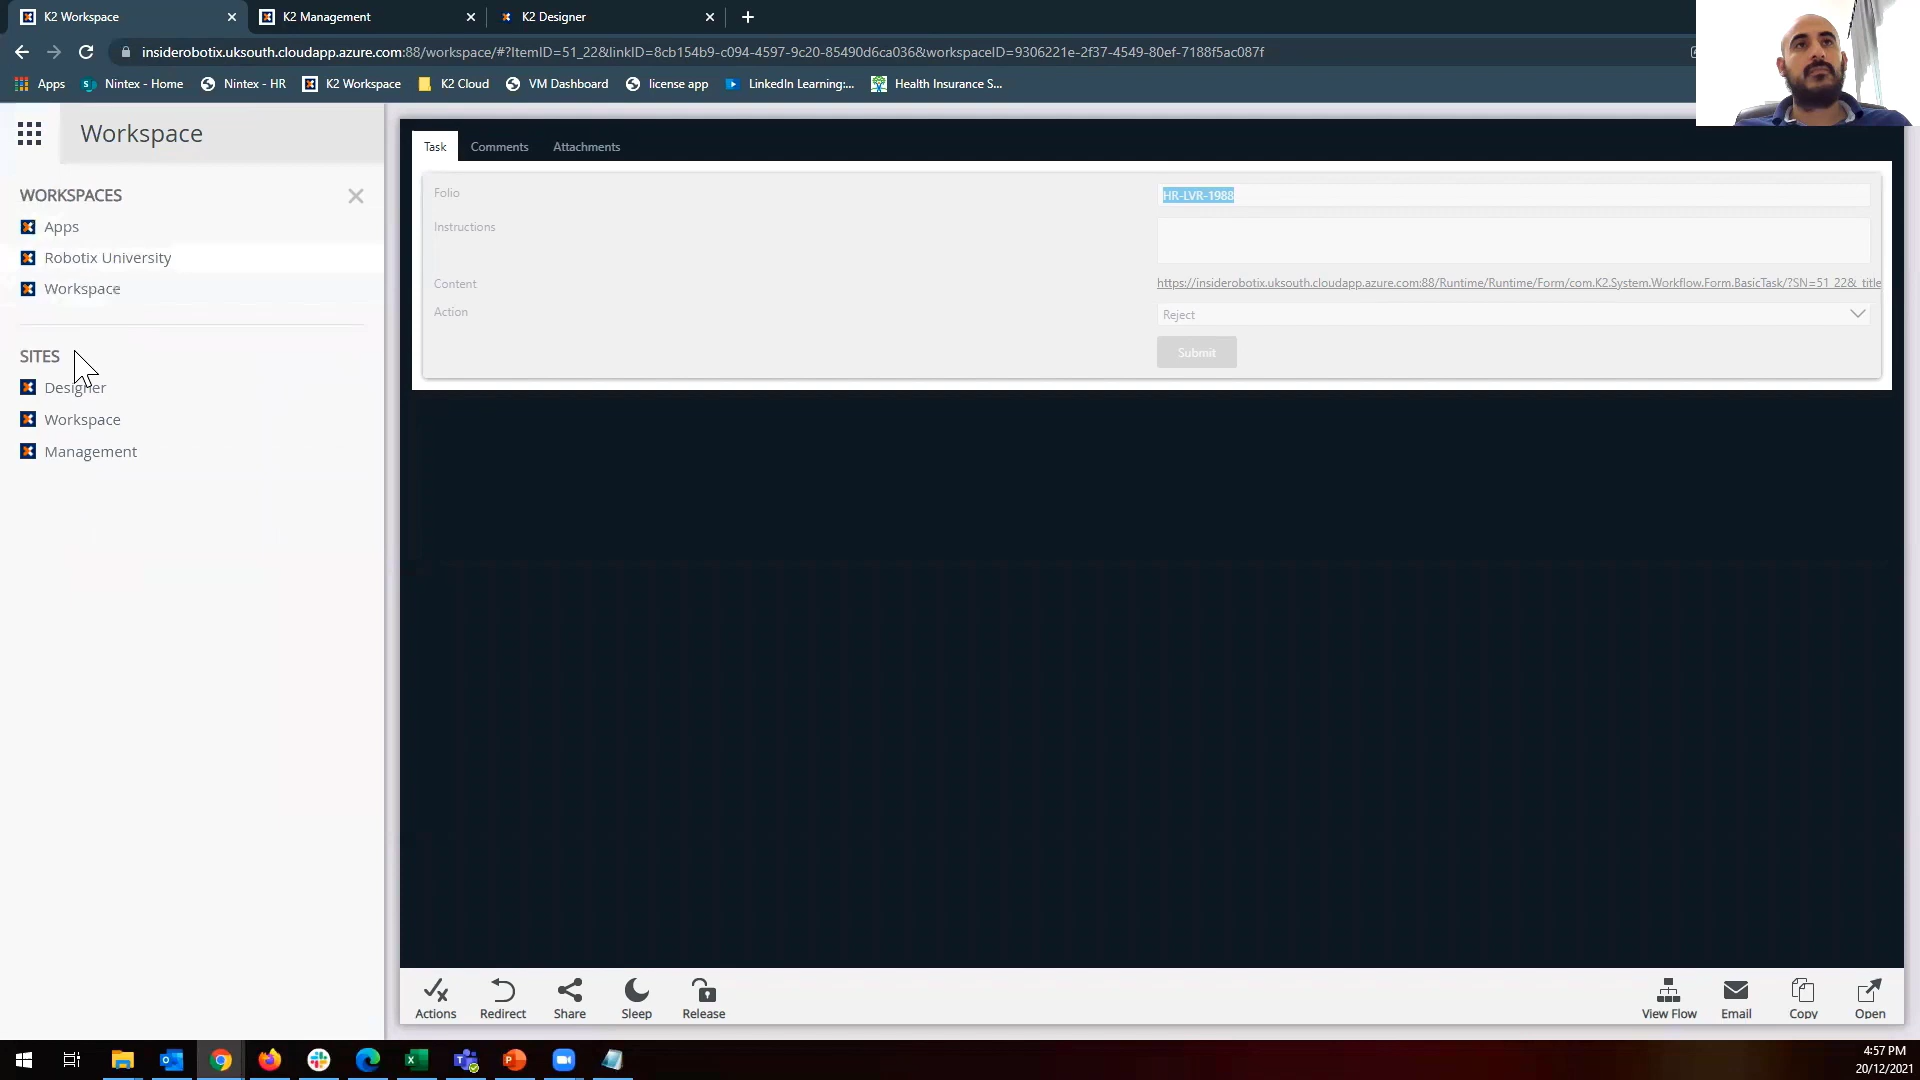 K2 Workspace
K2 Management
K2 Designer
insiderobotix.uksouth.cloudapp.azure.com:88/workspace/#?ItemID=51_22&linkID=8cb154b9-c094-4597-9c20-85490d6ca036&workspaceID=9306221e-2f37-4549-80ef-7188f5ac087f
Apps
Nintex - Home
Nintex - HR
K2 Workspace
K2 Cloud
VM Dashboard
license app
LinkedIn Learning:...
Health Insurance S...
Workspace
WORKSPACES
Apps
Robotix University
Workspace
SITES
Designer
Workspace
Management
Task
Comments
Attachments
Folio
HR-LVR-1988
Instructions
Content
https://insiderobotix.uksouth.cloudapp.azure.com:88/Runtime/Runtime/Form/com.K2.System.Workflow.Form.BasicTask/?SN=51_22&_title
Action
Reject
Submit
Actions
Redirect
Share
Sleep
Release
View Flow
Email
Copy
Open
4:57 PM
20/12/2021